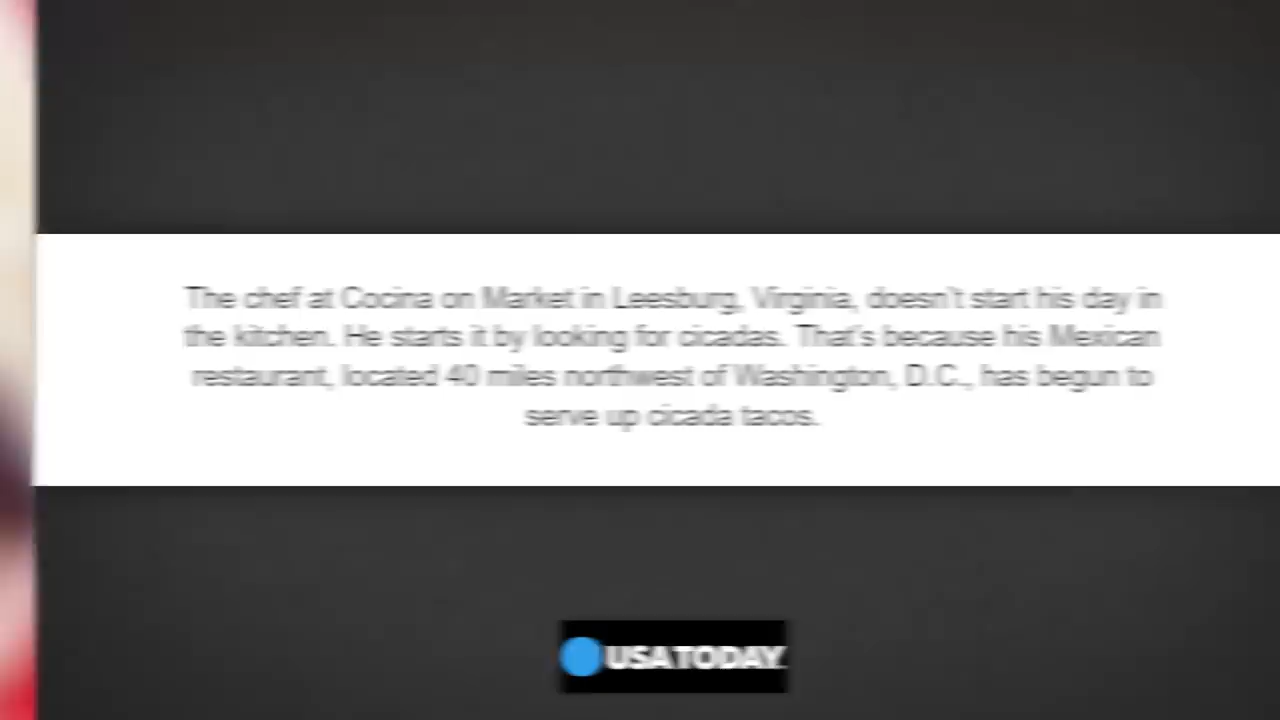 The chef at Cocina on Market in Leesburg, Virginia, doesn't start his day in
the kitchen. He starts it by looking for cicadas. That's because his Mexican
restaurant, located 40 miles northwest of Washington, D.C., has begun to
serve up cicada tacos.
USA TODAY